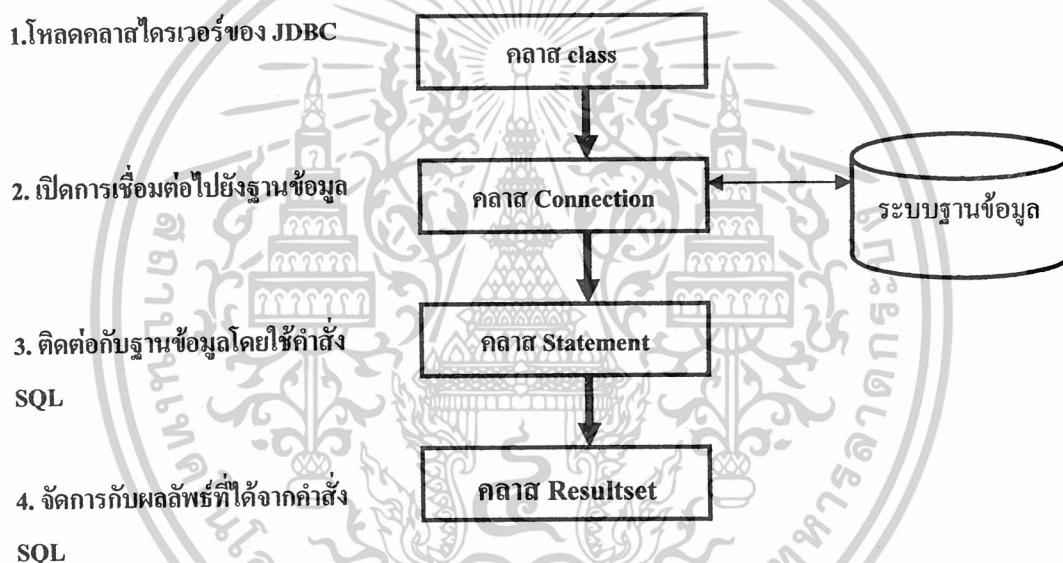 1.โหลดคลาสไดรเวอร์ของ JDBC
คลาส class
2. เปิดการเชื่อมต่อไปยังฐานข้อมูล
คลาส Connection
ระบบฐานข้อมูล
3. ติดต่อกับฐานข้อมูลโดยใช้คำสั่ง
SQL
คลาส Statement
4. จัดการกับผลลัพธ์ที่ได้จากคำสั่ง
SQL
คลาส Resultset